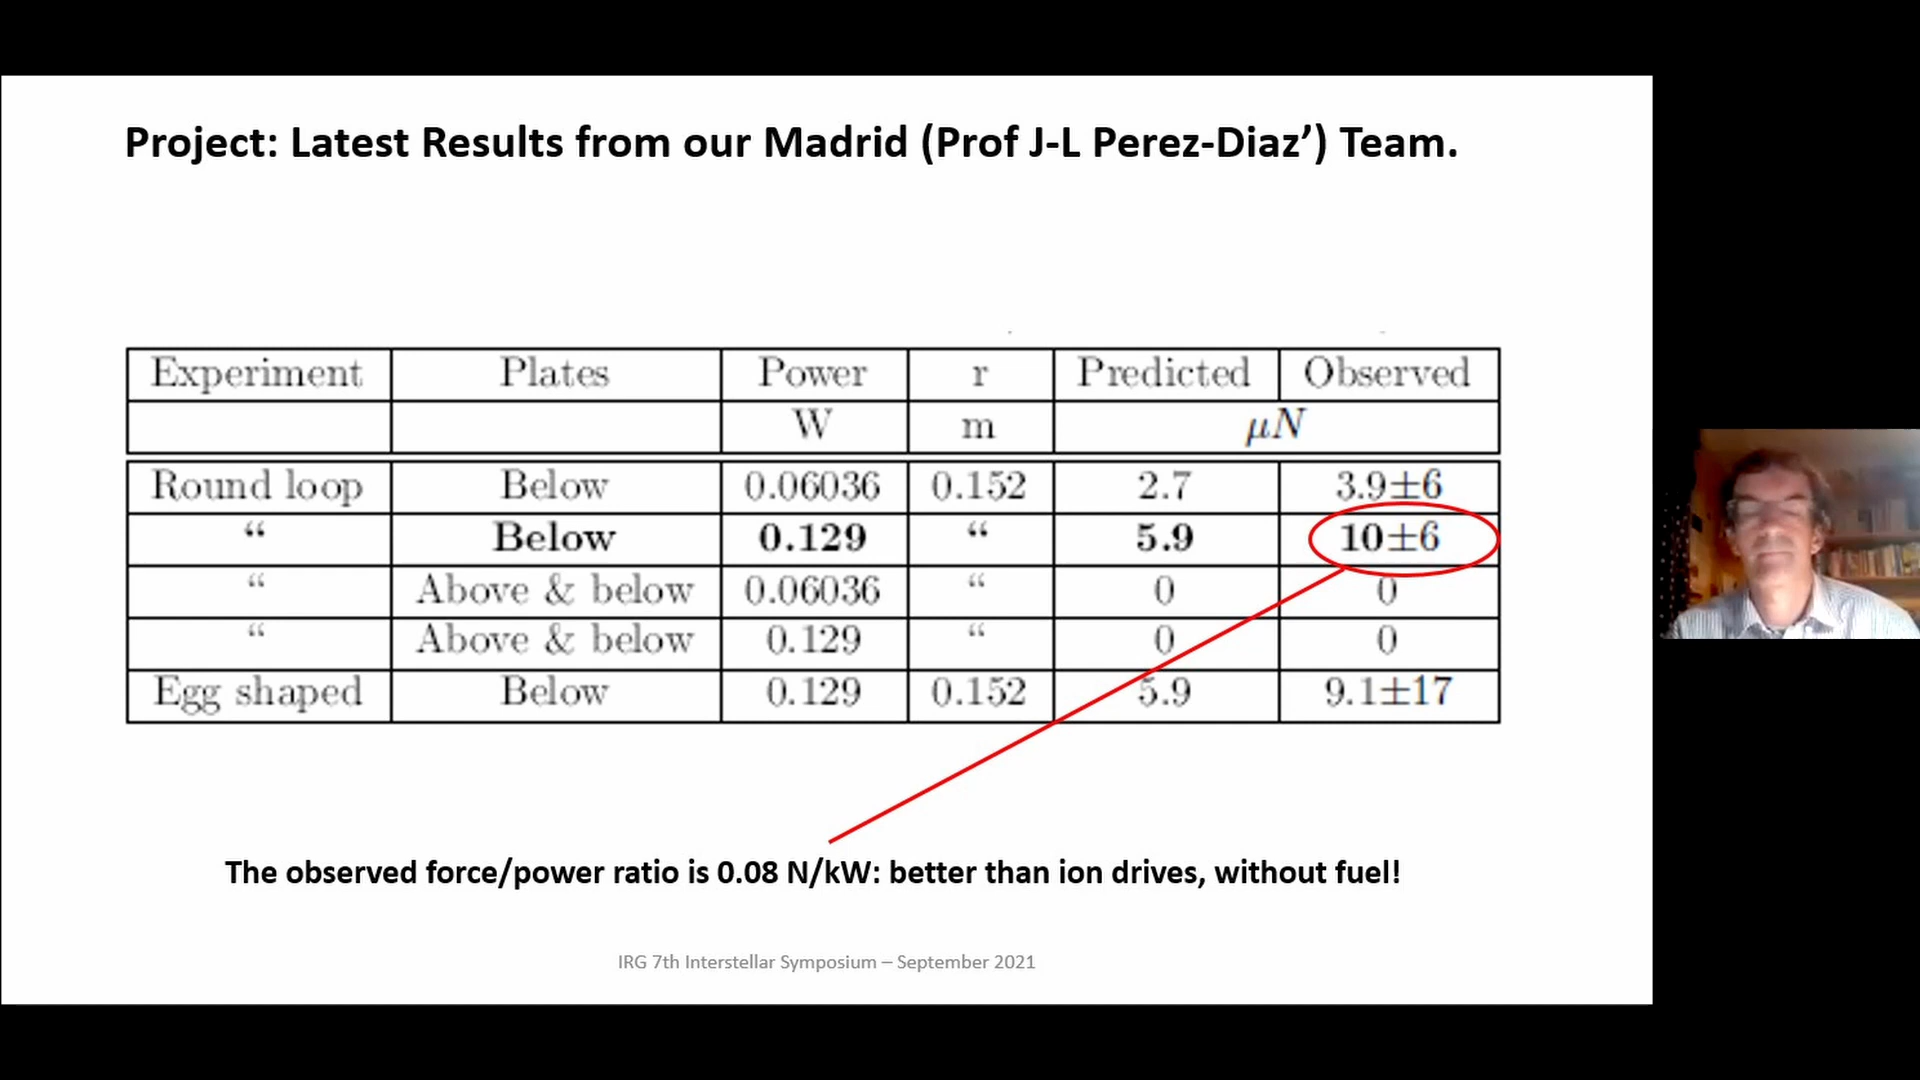 Project: Latest Results from our Madrid (Prof J-L Perez-Diaz’) Team.
Experiment Plates Power r Predicted Observed
W m μN
Round loop Below 0.06036 0.152 2.7 3.9±6
“ Below 0.129 “ 5.9 10±6
“ Above & below 0.06036 “ 0 0
“ Above & below 0.129 “ 0 0
Egg shaped Below 0.129 0.152 5.9 9.1±17
The observed force/power ratio is 0.08 N/kW: better than ion drives, without fuel!
IRG 7th Interstellar Symposium – September 2021